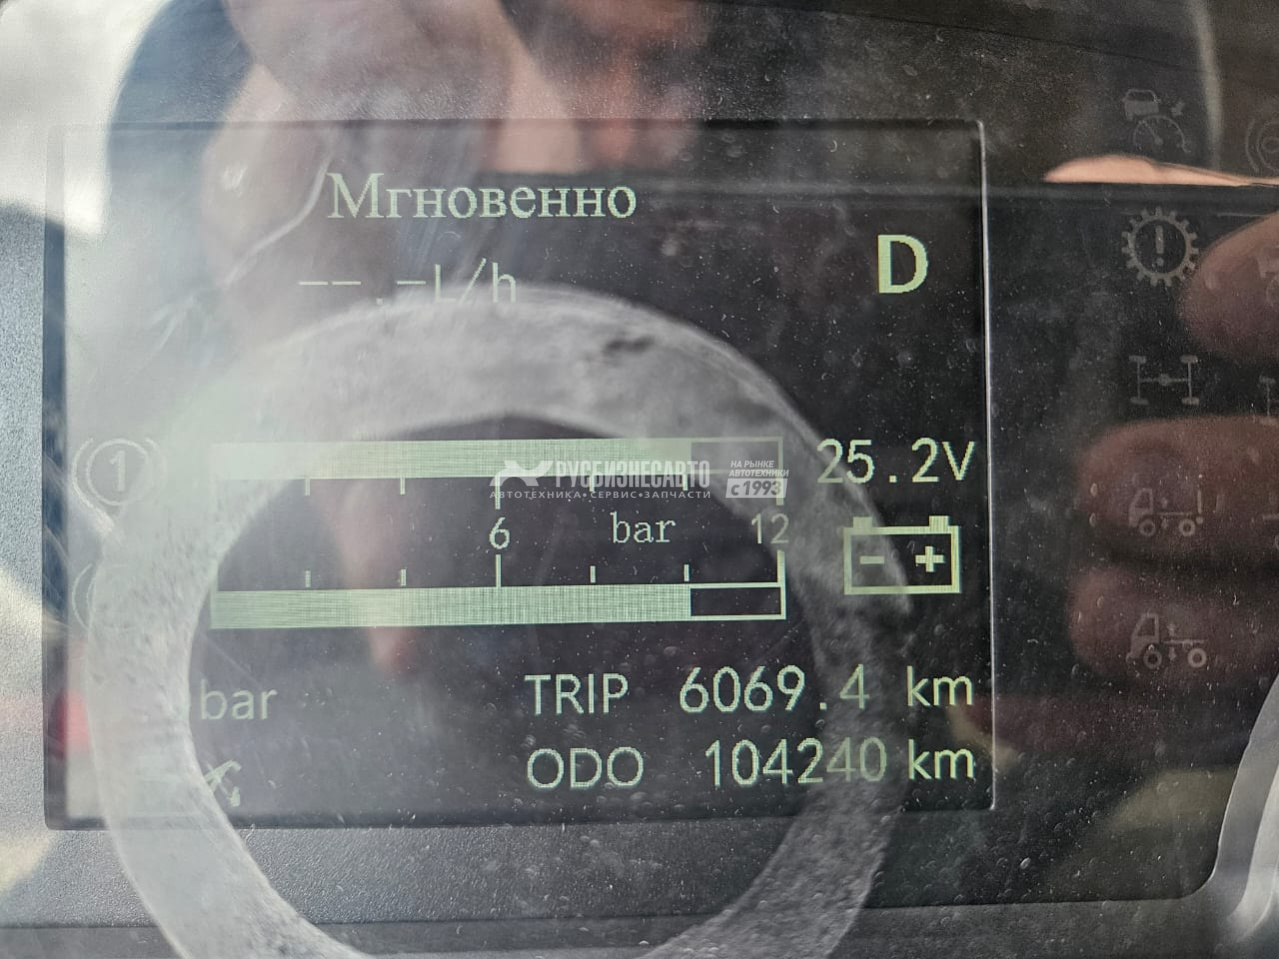 Мгновенно
--.-L/h
D
1
25.2V
РУСБИЗНЕСАВТО
АВТОТЕХНИКА • СЕРВИС • ЗАПЧАСТИ
НА РЫНКЕ
АВТОТЕХНИКИ
с 1993
6 bar 12
- +
bar
TRIP 6069.4 km
ODO 104240 km